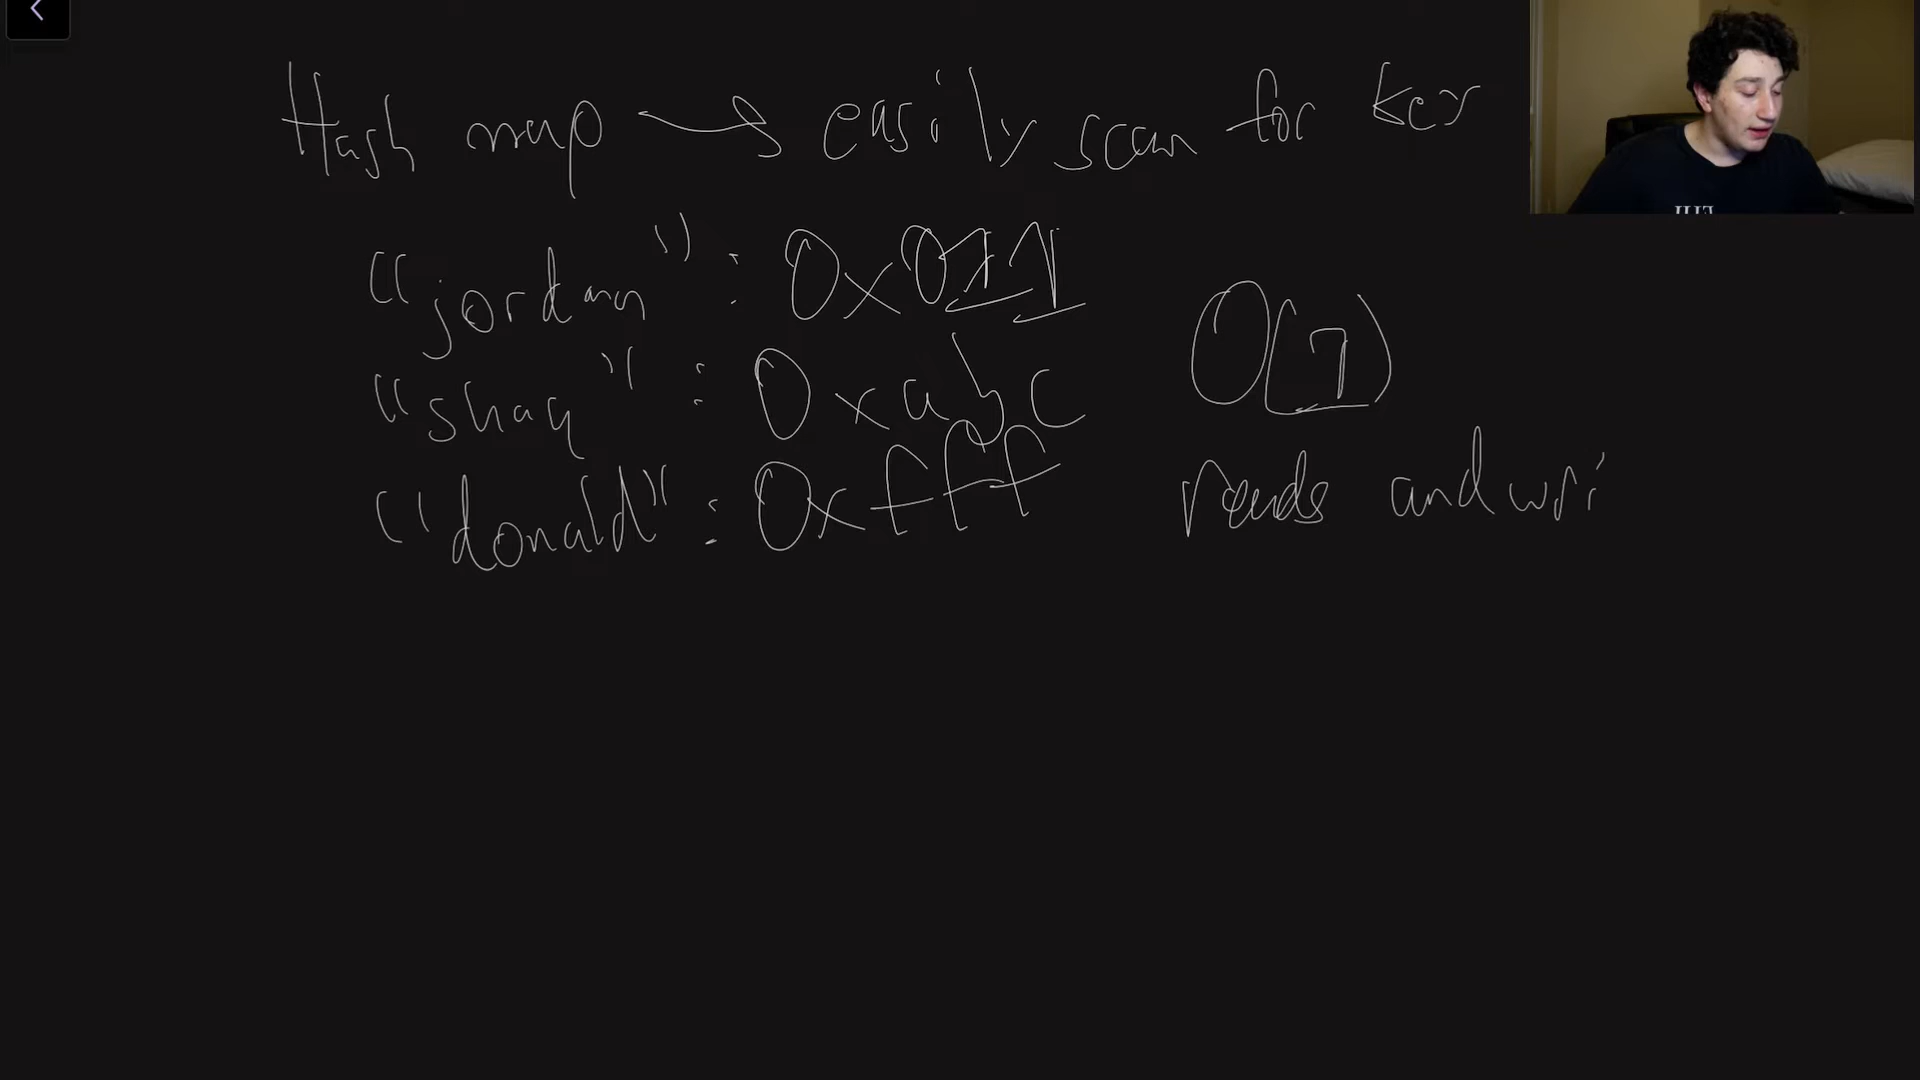 Hash map → easily scan for key
"jordan" : 0x011
"shaq" : 0xabc
O(1)
"donald" : 0xfff
reads and wri